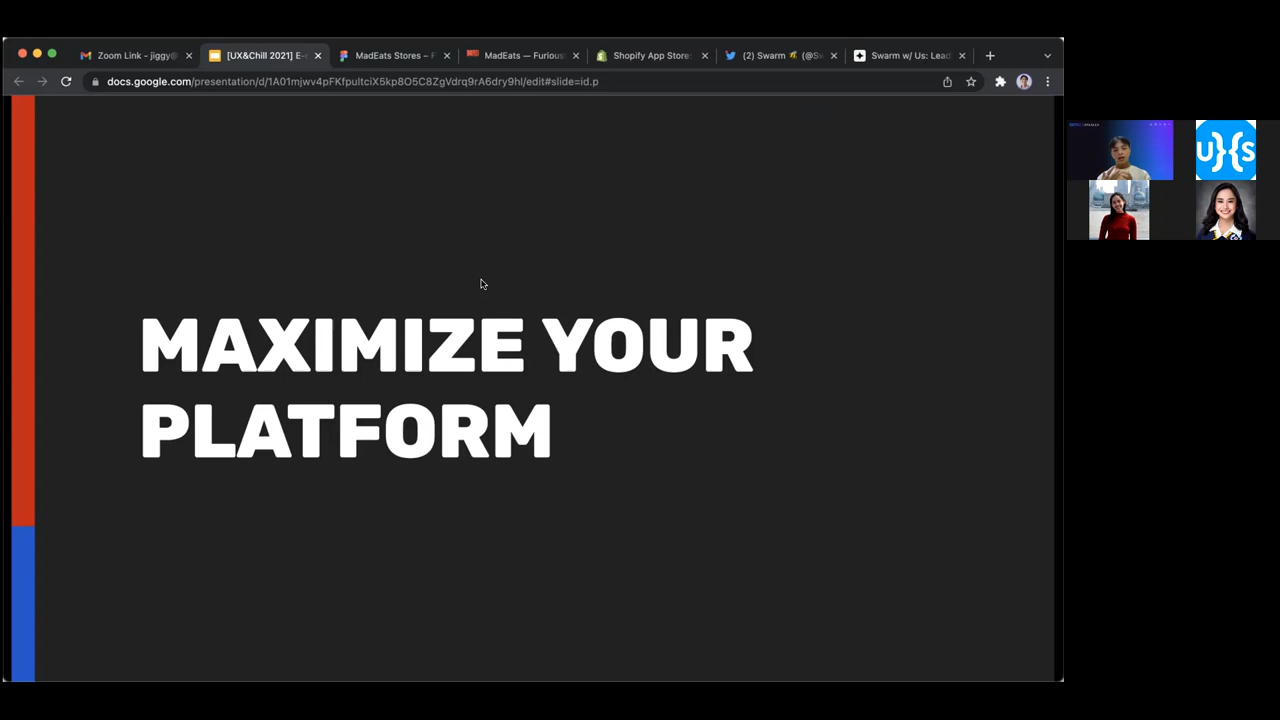 Zoom Link - jiggy@
[UX&Chill 2021] E-
MadEats Stores – F
MadEats — Furious
Shopify App Store:
(2) Swarm 🐝 (@Sw
Swarm w/ Us: Lead
docs.google.com/presentation/d/1A01mjwv4pFKfpultciX5kp8O5C8ZgVdrq9rA6dry9hI/edit#slide=id.p
MAXIMIZE YOUR
PLATFORM
U}{S